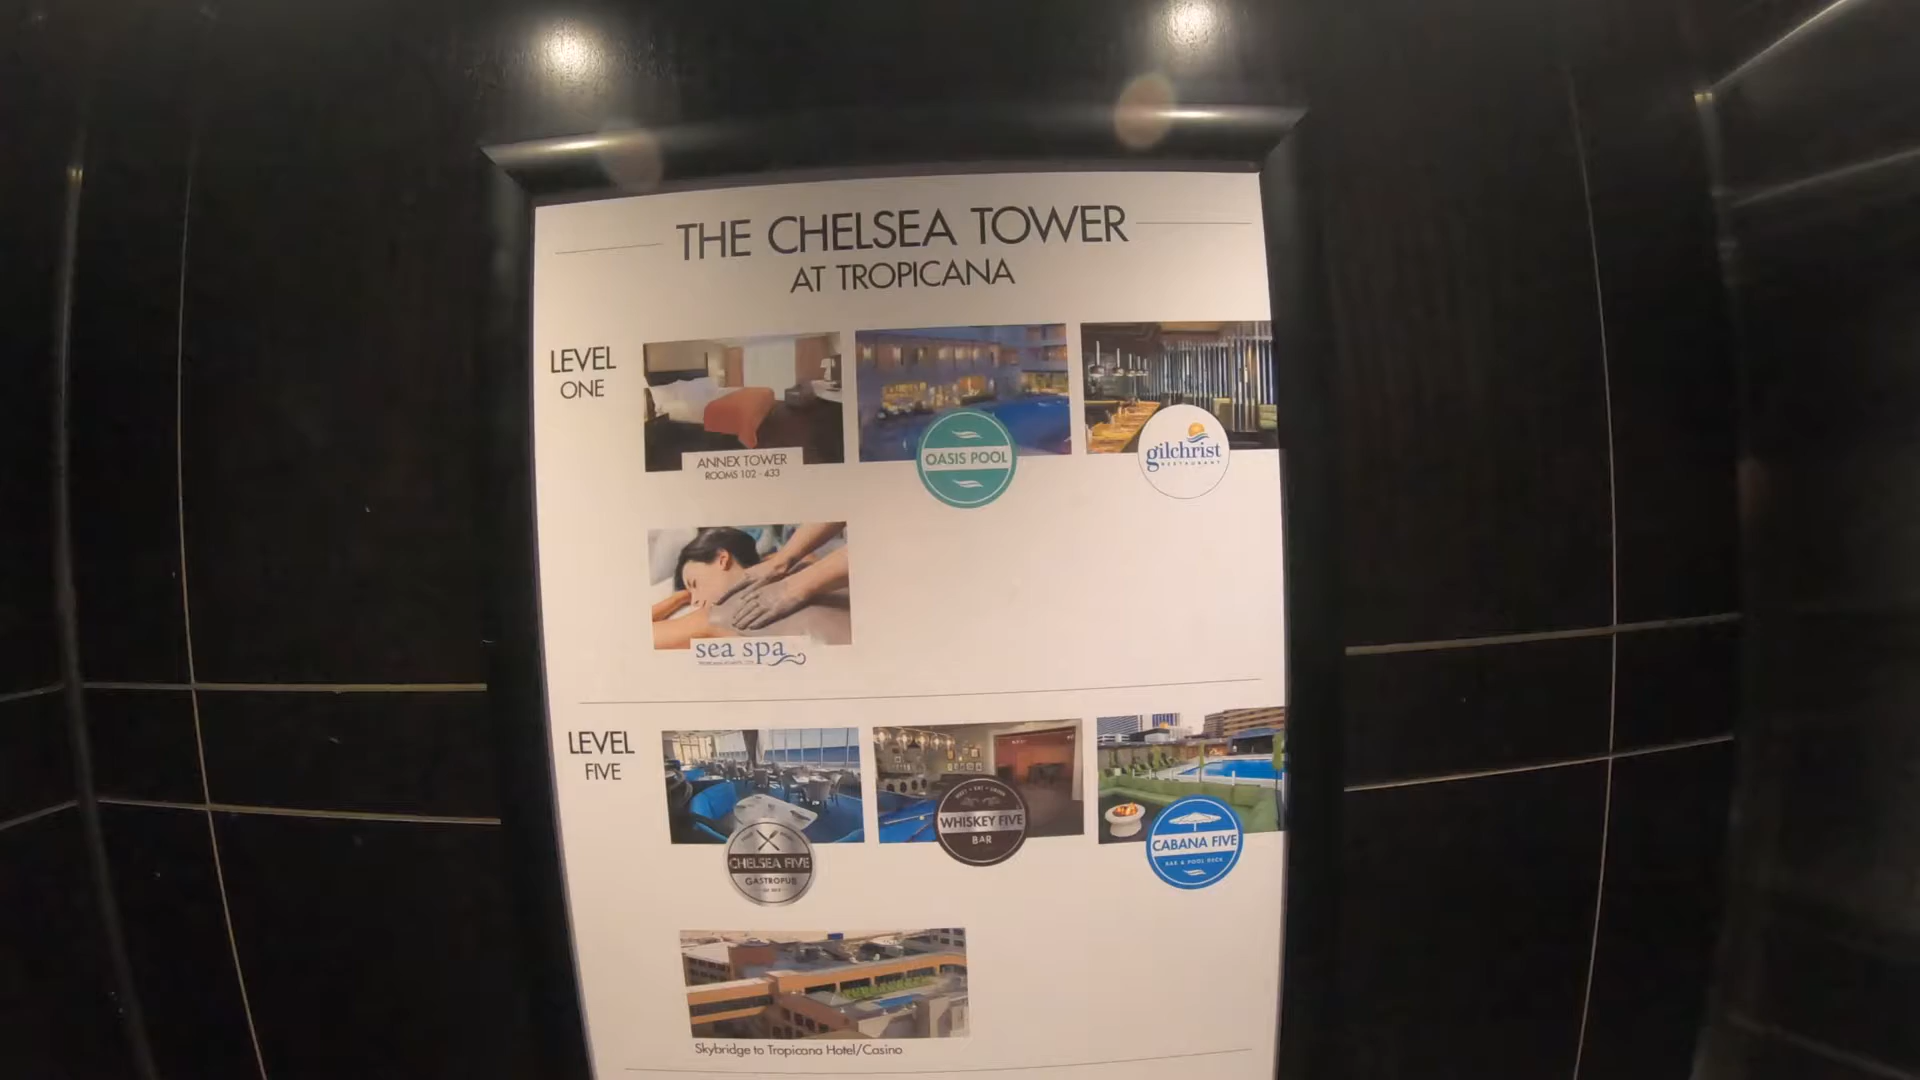 THE CHELSEA TOWER
AT TROPICANA
LEVEL
ONE
ANNEX TOWER
ROOMS 102 - 433
OASIS POOL
gilchrist
RESTAURANT
sea spa
LEVEL
FIVE
CHELSEA FIVE
GASTROPUB
WHISKEY FIVE
BAR
CABANA FIVE
BAR & POOL DECK
Skybridge to Tropicana Hotel/Casino